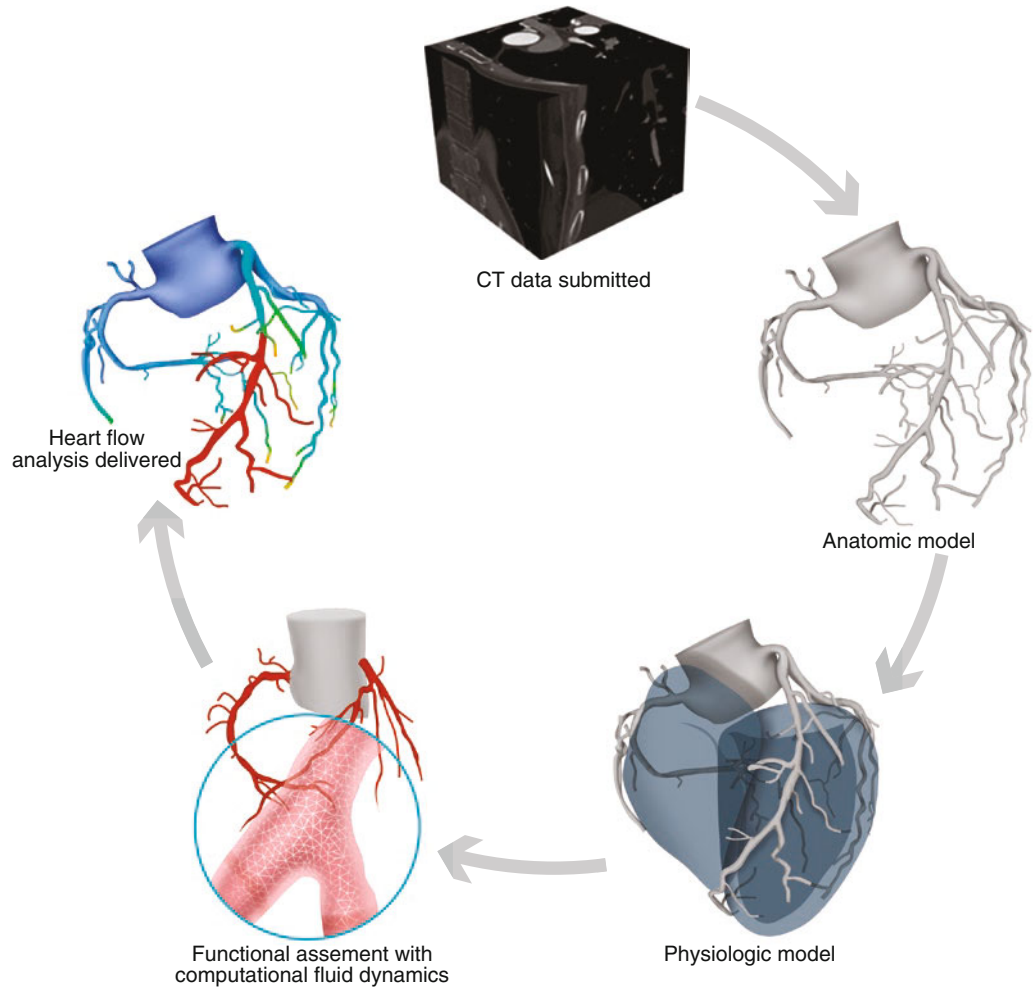 CT data submitted
Anatomic model
Physiologic model
Functional assement with
computational fluid dynamics
Heart flow
analysis delivered